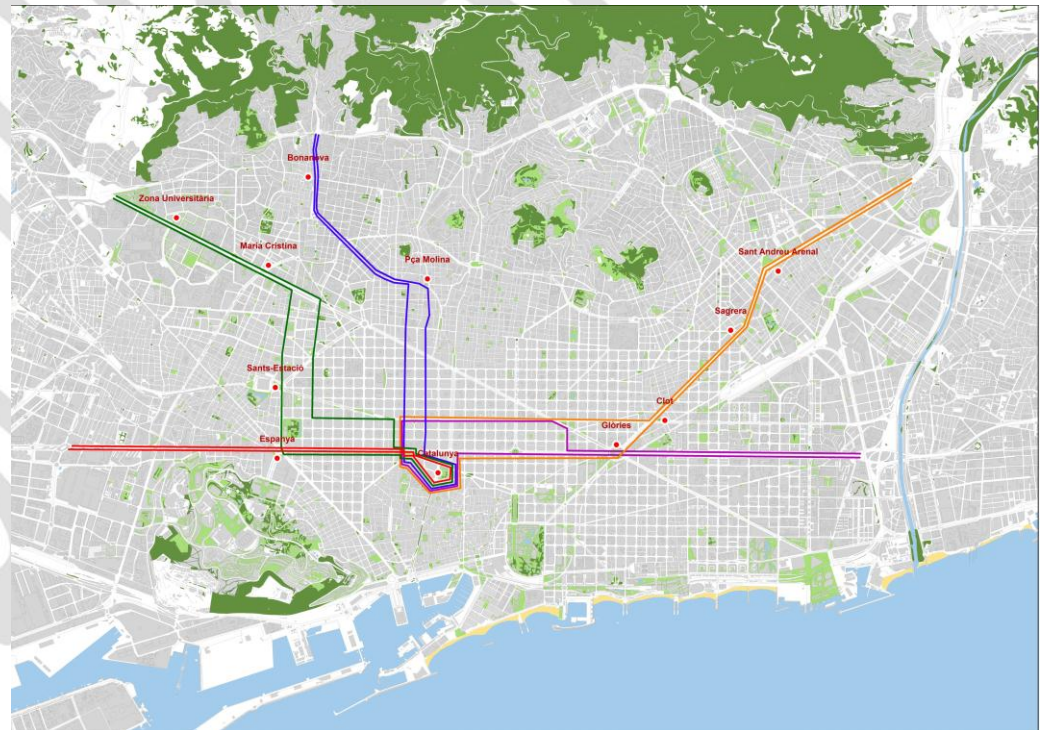 Bonanova
Zona Universitària
Maria Cristina
Pça Molina
Sant Andreu Arenal
Sagrera
Sants-Estació
Clot
Glòries
Espanya
Catalunya